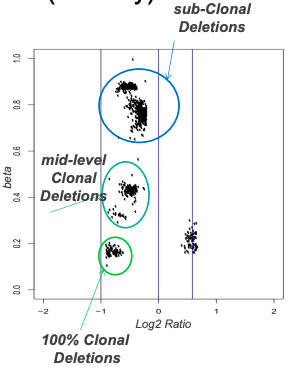 sub-Clonal
Deletions
1.0
0.8
mid-level
Clonal
Deletions
0.6
beta
0.4
0.2
0.0
−2
−1
0
1
2
Log2 Ratio
100% Clonal
Deletions